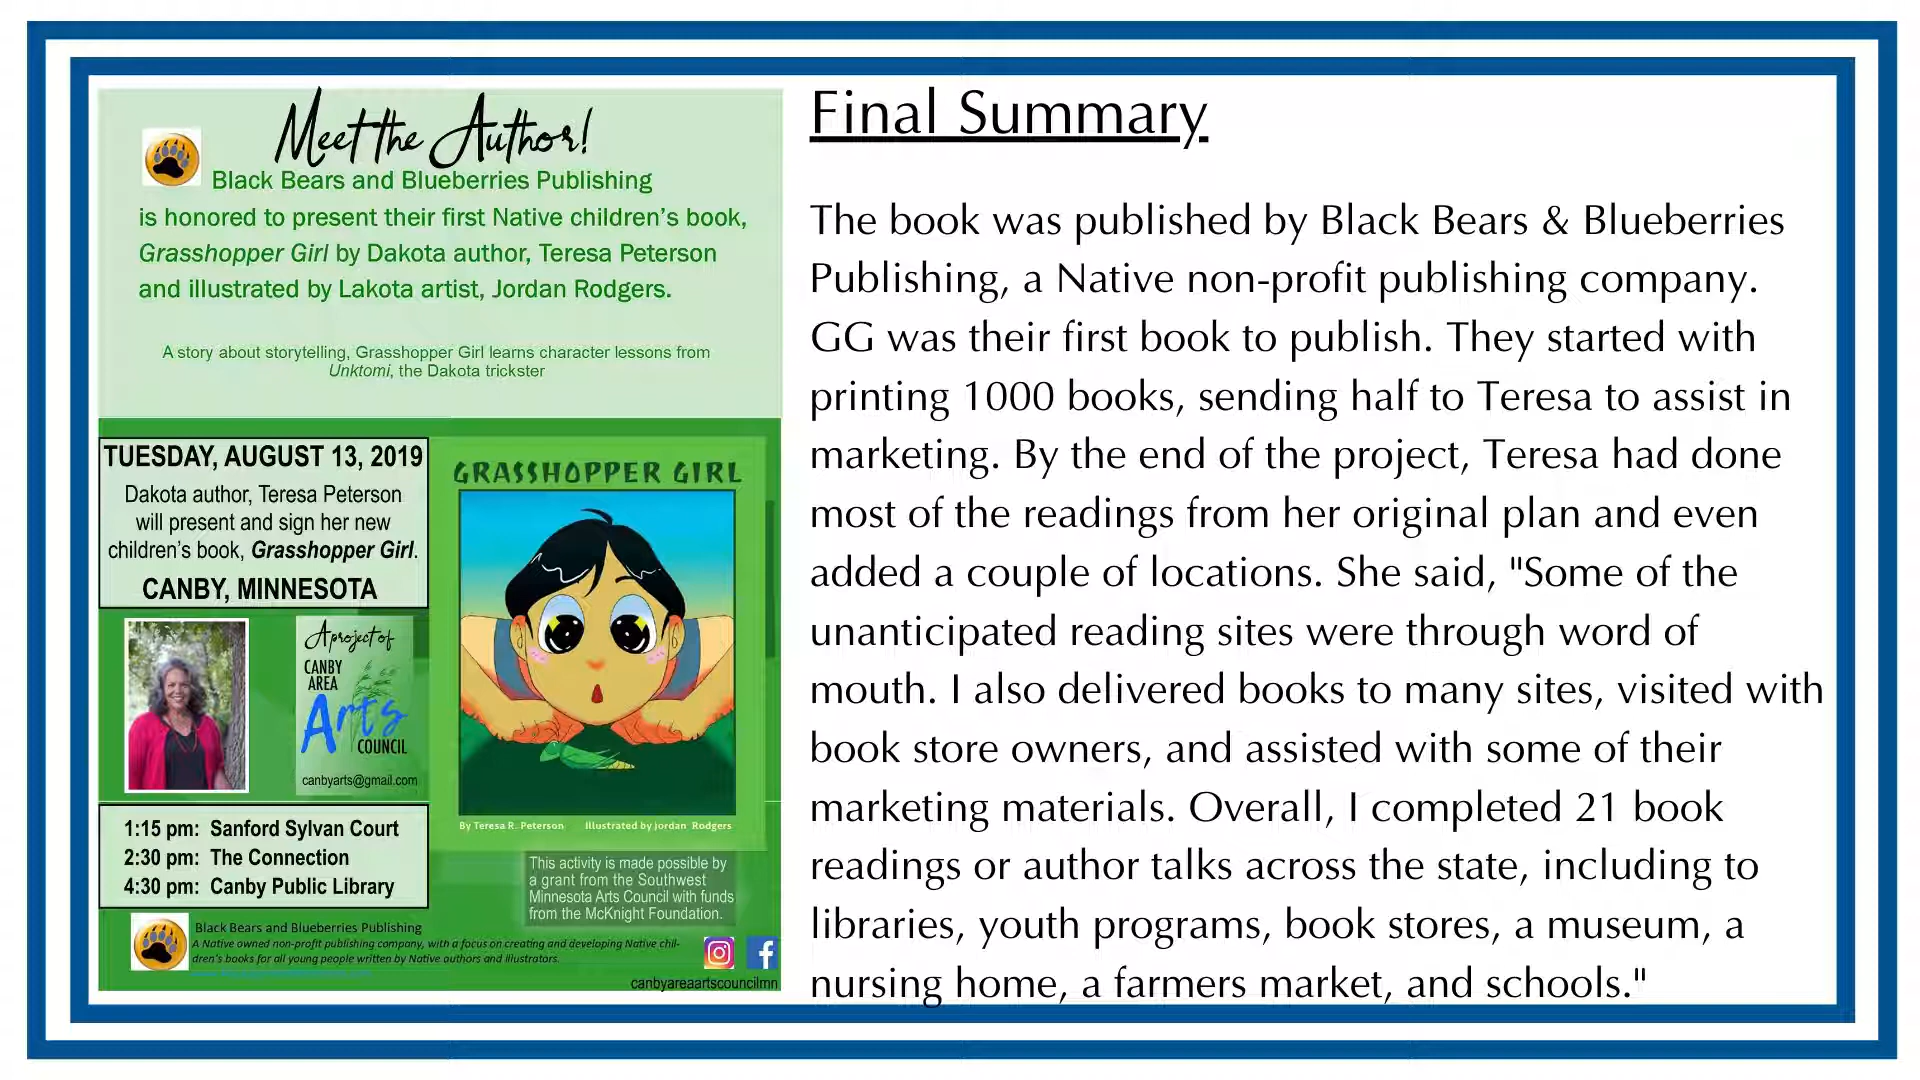 Meet the Author!
Black Bears and Blueberries Publishing
is honored to present their first Native children's book,
Grasshopper Girl by Dakota author, Teresa Peterson
and illustrated by Lakota artist, Jordan Rodgers.
A story about storytelling, Grasshopper Girl learns character lessons from
Unktomi, the Dakota trickster
TUESDAY, AUGUST 13, 2019
Dakota author, Teresa Peterson
will present and sign her new
children's book, Grasshopper Girl.
CANBY, MINNESOTA
A project of
CANBY
AREA
Arts
COUNCIL
canbyarts@gmail.com
1:15 pm: Sanford Sylvan Court
2:30 pm: The Connection
4:30 pm: Canby Public Library
GRASSHOPPER GIRL
By Teresa R. Peterson Illustrated by Jordan Rodgers
This activity is made possible by
a grant from the Southwest
Minnesota Arts Council with funds
from the McKnight Foundation.
Black Bears and Blueberries Publishing
A Native owned non-profit publishing company, with a focus on creating and developing Native chil-
dren's books for all young people written by Native authors and illustrators.
canbyareaartscouncilmn
Final Summary
The book was published by Black Bears & Blueberries
Publishing, a Native non-profit publishing company.
GG was their first book to publish. They started with
printing 1000 books, sending half to Teresa to assist in
marketing. By the end of the project, Teresa had done
most of the readings from her original plan and even
added a couple of locations. She said, "Some of the
unanticipated reading sites were through word of
mouth. I also delivered books to many sites, visited with
book store owners, and assisted with some of their
marketing materials. Overall, I completed 21 book
readings or author talks across the state, including to
libraries, youth programs, book stores, a museum, a
nursing home, a farmers market, and schools."